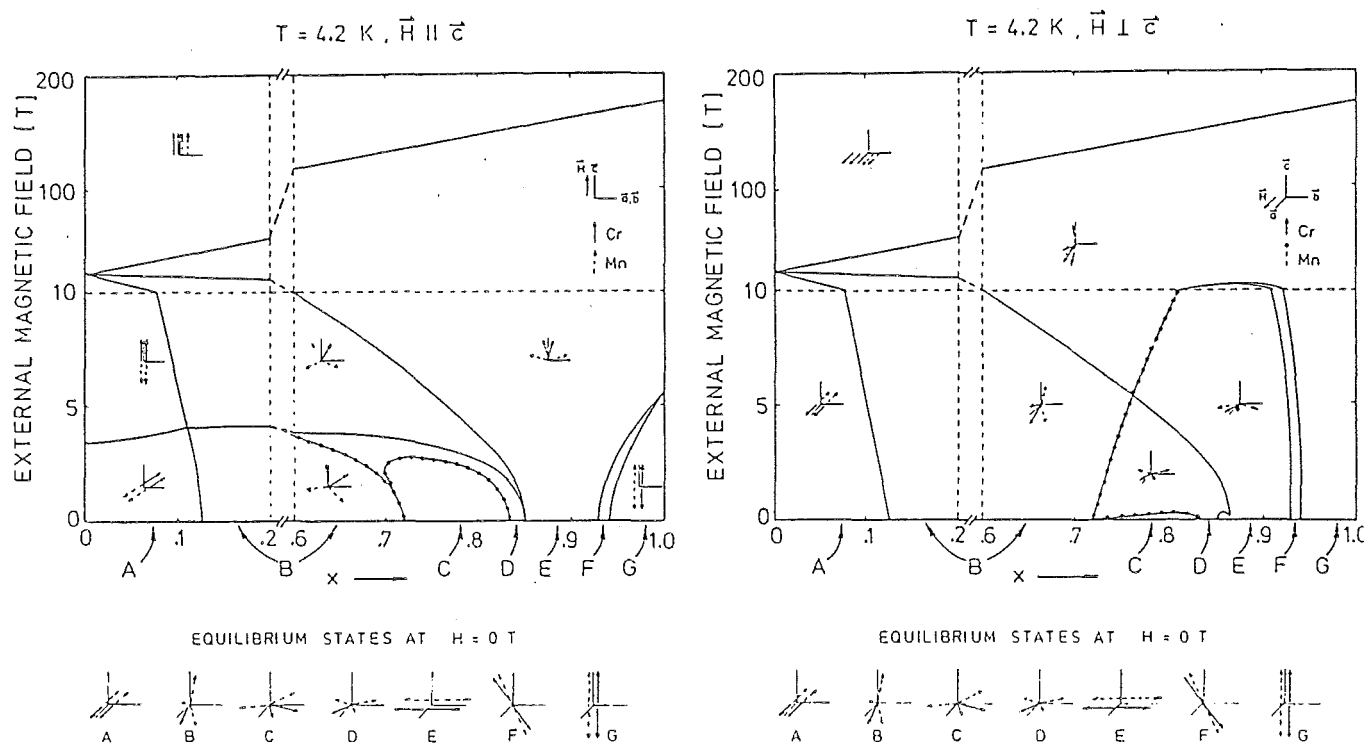 T = 4.2 K , H⃗ || c⃗
EXTERNAL MAGNETIC FIELD [T]
200
100
10
5
0
H⃗ c⃗
a⃗,b⃗
Cr
Mn
0 .1 .2 .6 .7 .8 .9 1.0
A B C D E F G
x
EQUILIBRIUM STATES AT H = 0 T
A B C D E F G
T = 4.2 K , H⃗ ⊥ c⃗
EXTERNAL MAGNETIC FIELD [T]
200
100
10
5
0
c⃗
H⃗
a⃗
b⃗
Cr
Mn
0 .1 .2 .6 .7 .8 .9 1.0
A B C D E F G
x
EQUILIBRIUM STATES AT H = 0 T
A B C D E F G